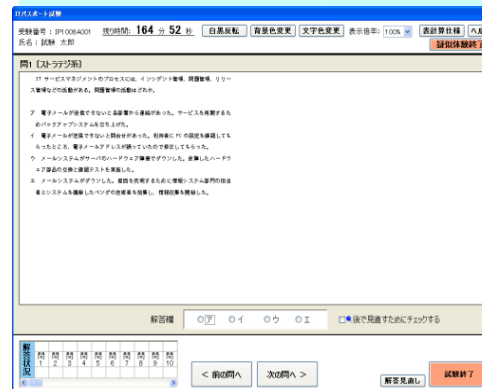 ITパスポート試験
受験番号：IP1009A001 残り時間: 164 分 52 秒 白黒反転 背景色変更 文字色変更 表示倍率: 100% 表計算仕様 ヘル
氏名：試験 太郎 疑似体験終了
問1 [ストラテジ系]
IT サービスマネジメントのプロセスには、インシデント管理、問題管理、リリー
ス管理などの活動がある。問題管理の活動はどれか。
ア 電子メールが送信できないと各部署から連絡があった。サービスを再開するた
めバックアップシステムを立ち上げた。
イ 電子メールが送信できないと問合せがあった。利用者に PC の設定を確認しても
らったところ、電子メールアドレスが誤っていたので修正してもらった。
ウ メールシステムがサーバのハードウェア障害でダウンした。故障したハードウ
ェア部品の交換と確認テストを実施した。
エ メールシステムがダウンした。原因を究明するために情報システム部門の担当
者とシステムを構築したベンダの技術者を招集し、情報収集を開始した。
解答欄 ア イ ウ エ 後で見直すためにチェックする
解答状況 問1 問2 問3 問4 問5 問6 問7 問8 問9 問10
< 前の問へ 次の問へ > 解答見直し 試験終了